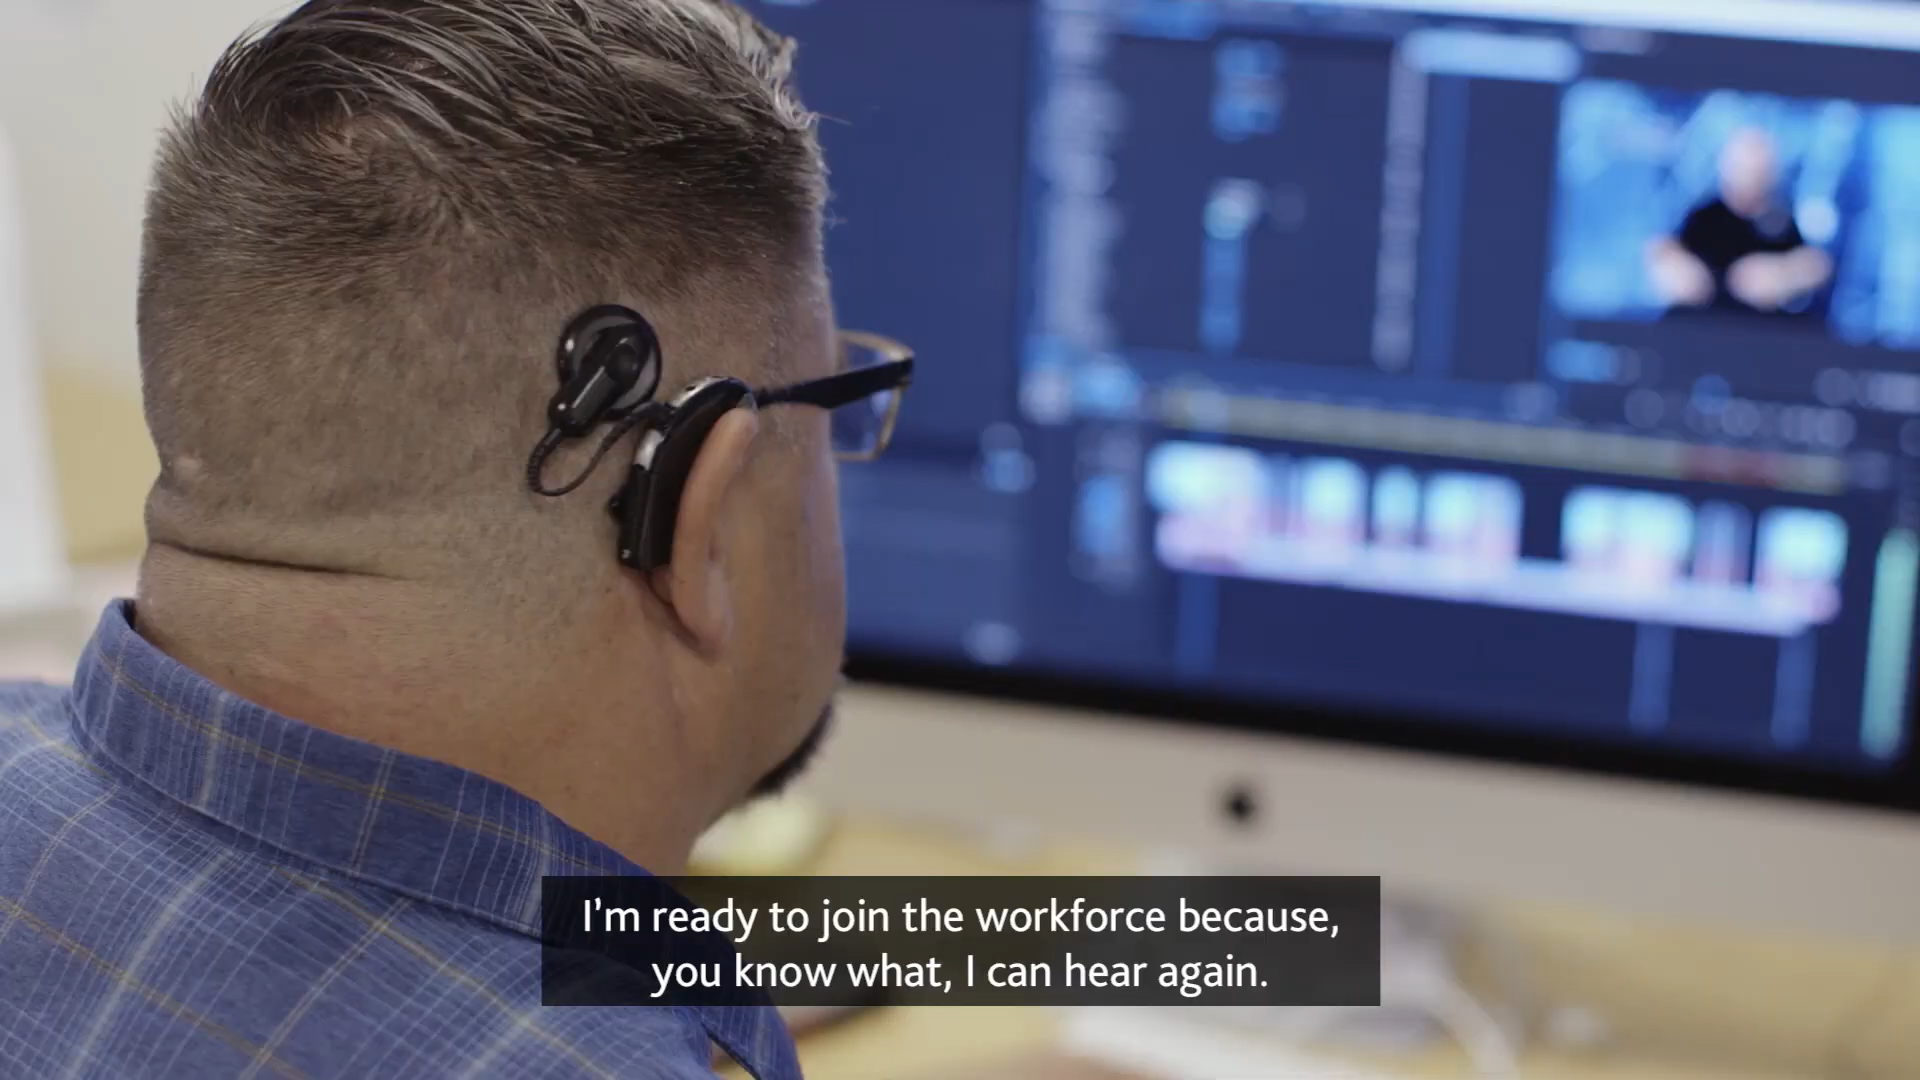 I'm ready to join the workforce because,
you know what, I can hear again.